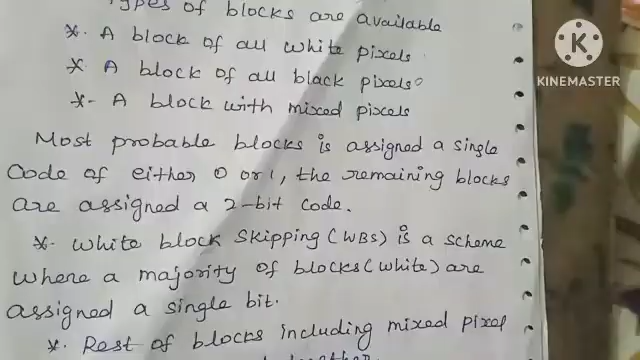 Types of blocks are available
*. A block of all white pixels.
* A block of all black pixels.
*- A block with mixed pixels
Most probable blocks is assigned a single
Code of either 0 or 1, the remaining blocks
are assigned a 2-bit code.
*. White block skipping (WBS) is a scheme
where a majority of blocks (white) are
assigned a single bit.
*. Rest of blocks including mixed pixel
together.
KINEMASTER